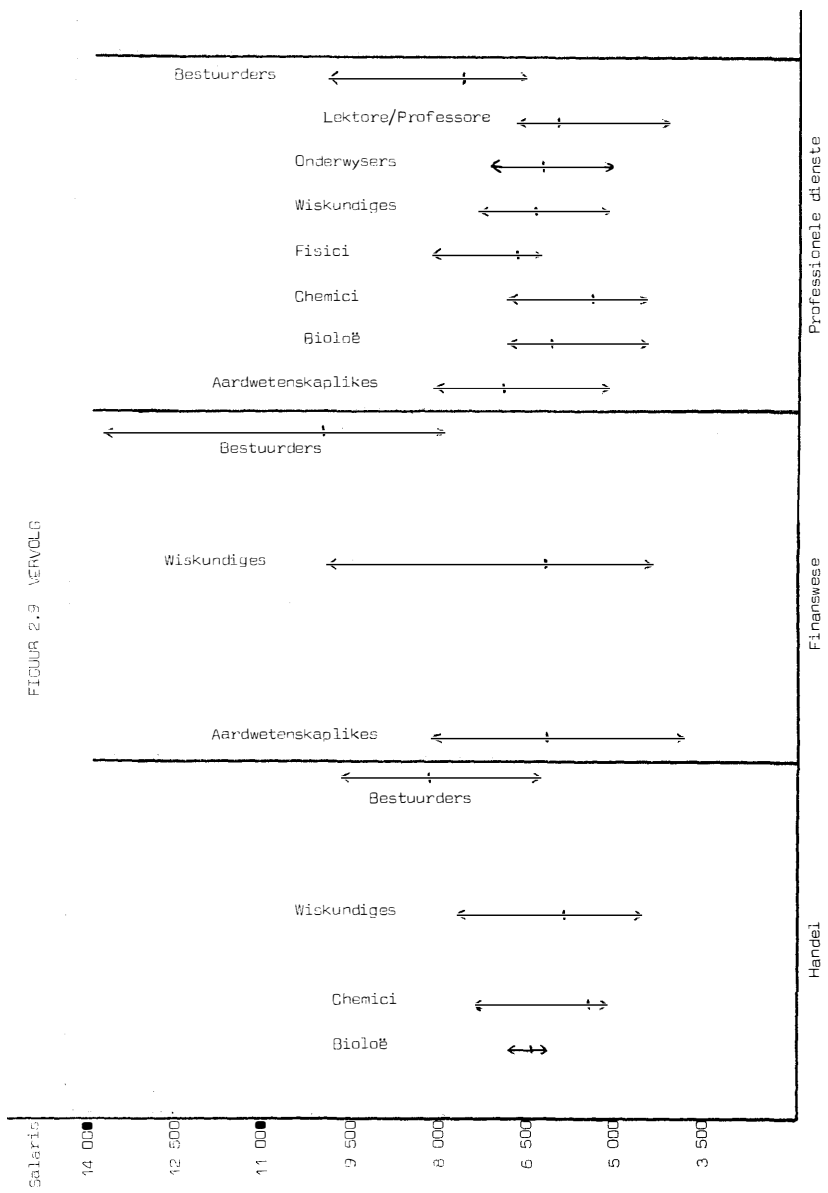 FIGUUR 2.9 VERVOLG
Professionele dienste
Bestuurders
Lektore/Professore
Onderwysers
Wiskundiges
Fisici
Chemici
Bioloë
Aardwetenskaplikes
Finanswese
Bestuurders
Wiskundiges
Aardwetenskaplikes
Handel
Bestuurders
Wiskundiges
Chemici
Bioloë
Salaris
14 000
12 500
11 000
9 500
8 000
6 500
5 000
3 500